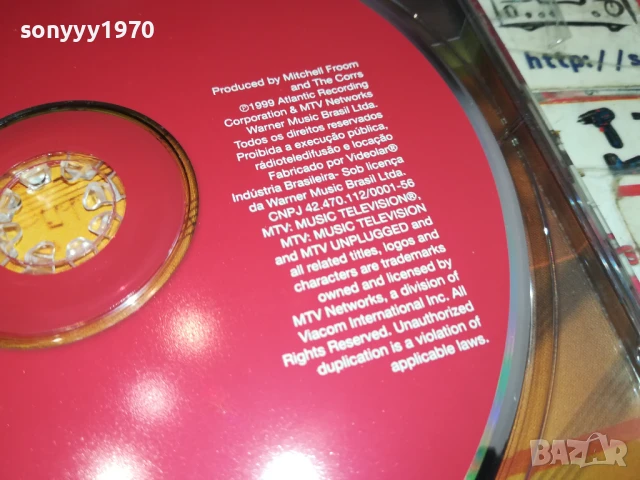 sonyyy1970
http://s
Produced by Mitchell Froom
and The Corrs
℗1999 Atlantic Recording
Corporation & MTV Networks
Warner Music Brasil Ltda.
Todos os direitos reservados
Proibida a execução pública,
rádioteledifusão e locação
Fabricado por Videolar®
Indústria Brasileira- Sob licença
da Warner Music Brasil Ltda.
CNPJ 42.470.112/0001-56
MTV: MUSIC TELEVISION®.
MTV: MUSIC TELEVISION
and MTV UNPLUGGED and
all related titles, logos and
characters are trademarks
owned and licensed by
MTV Networks, a division of
Viacom International Inc. All
Rights Reserved. Unauthorized
duplication is a violation of
applicable laws.
BAZAR